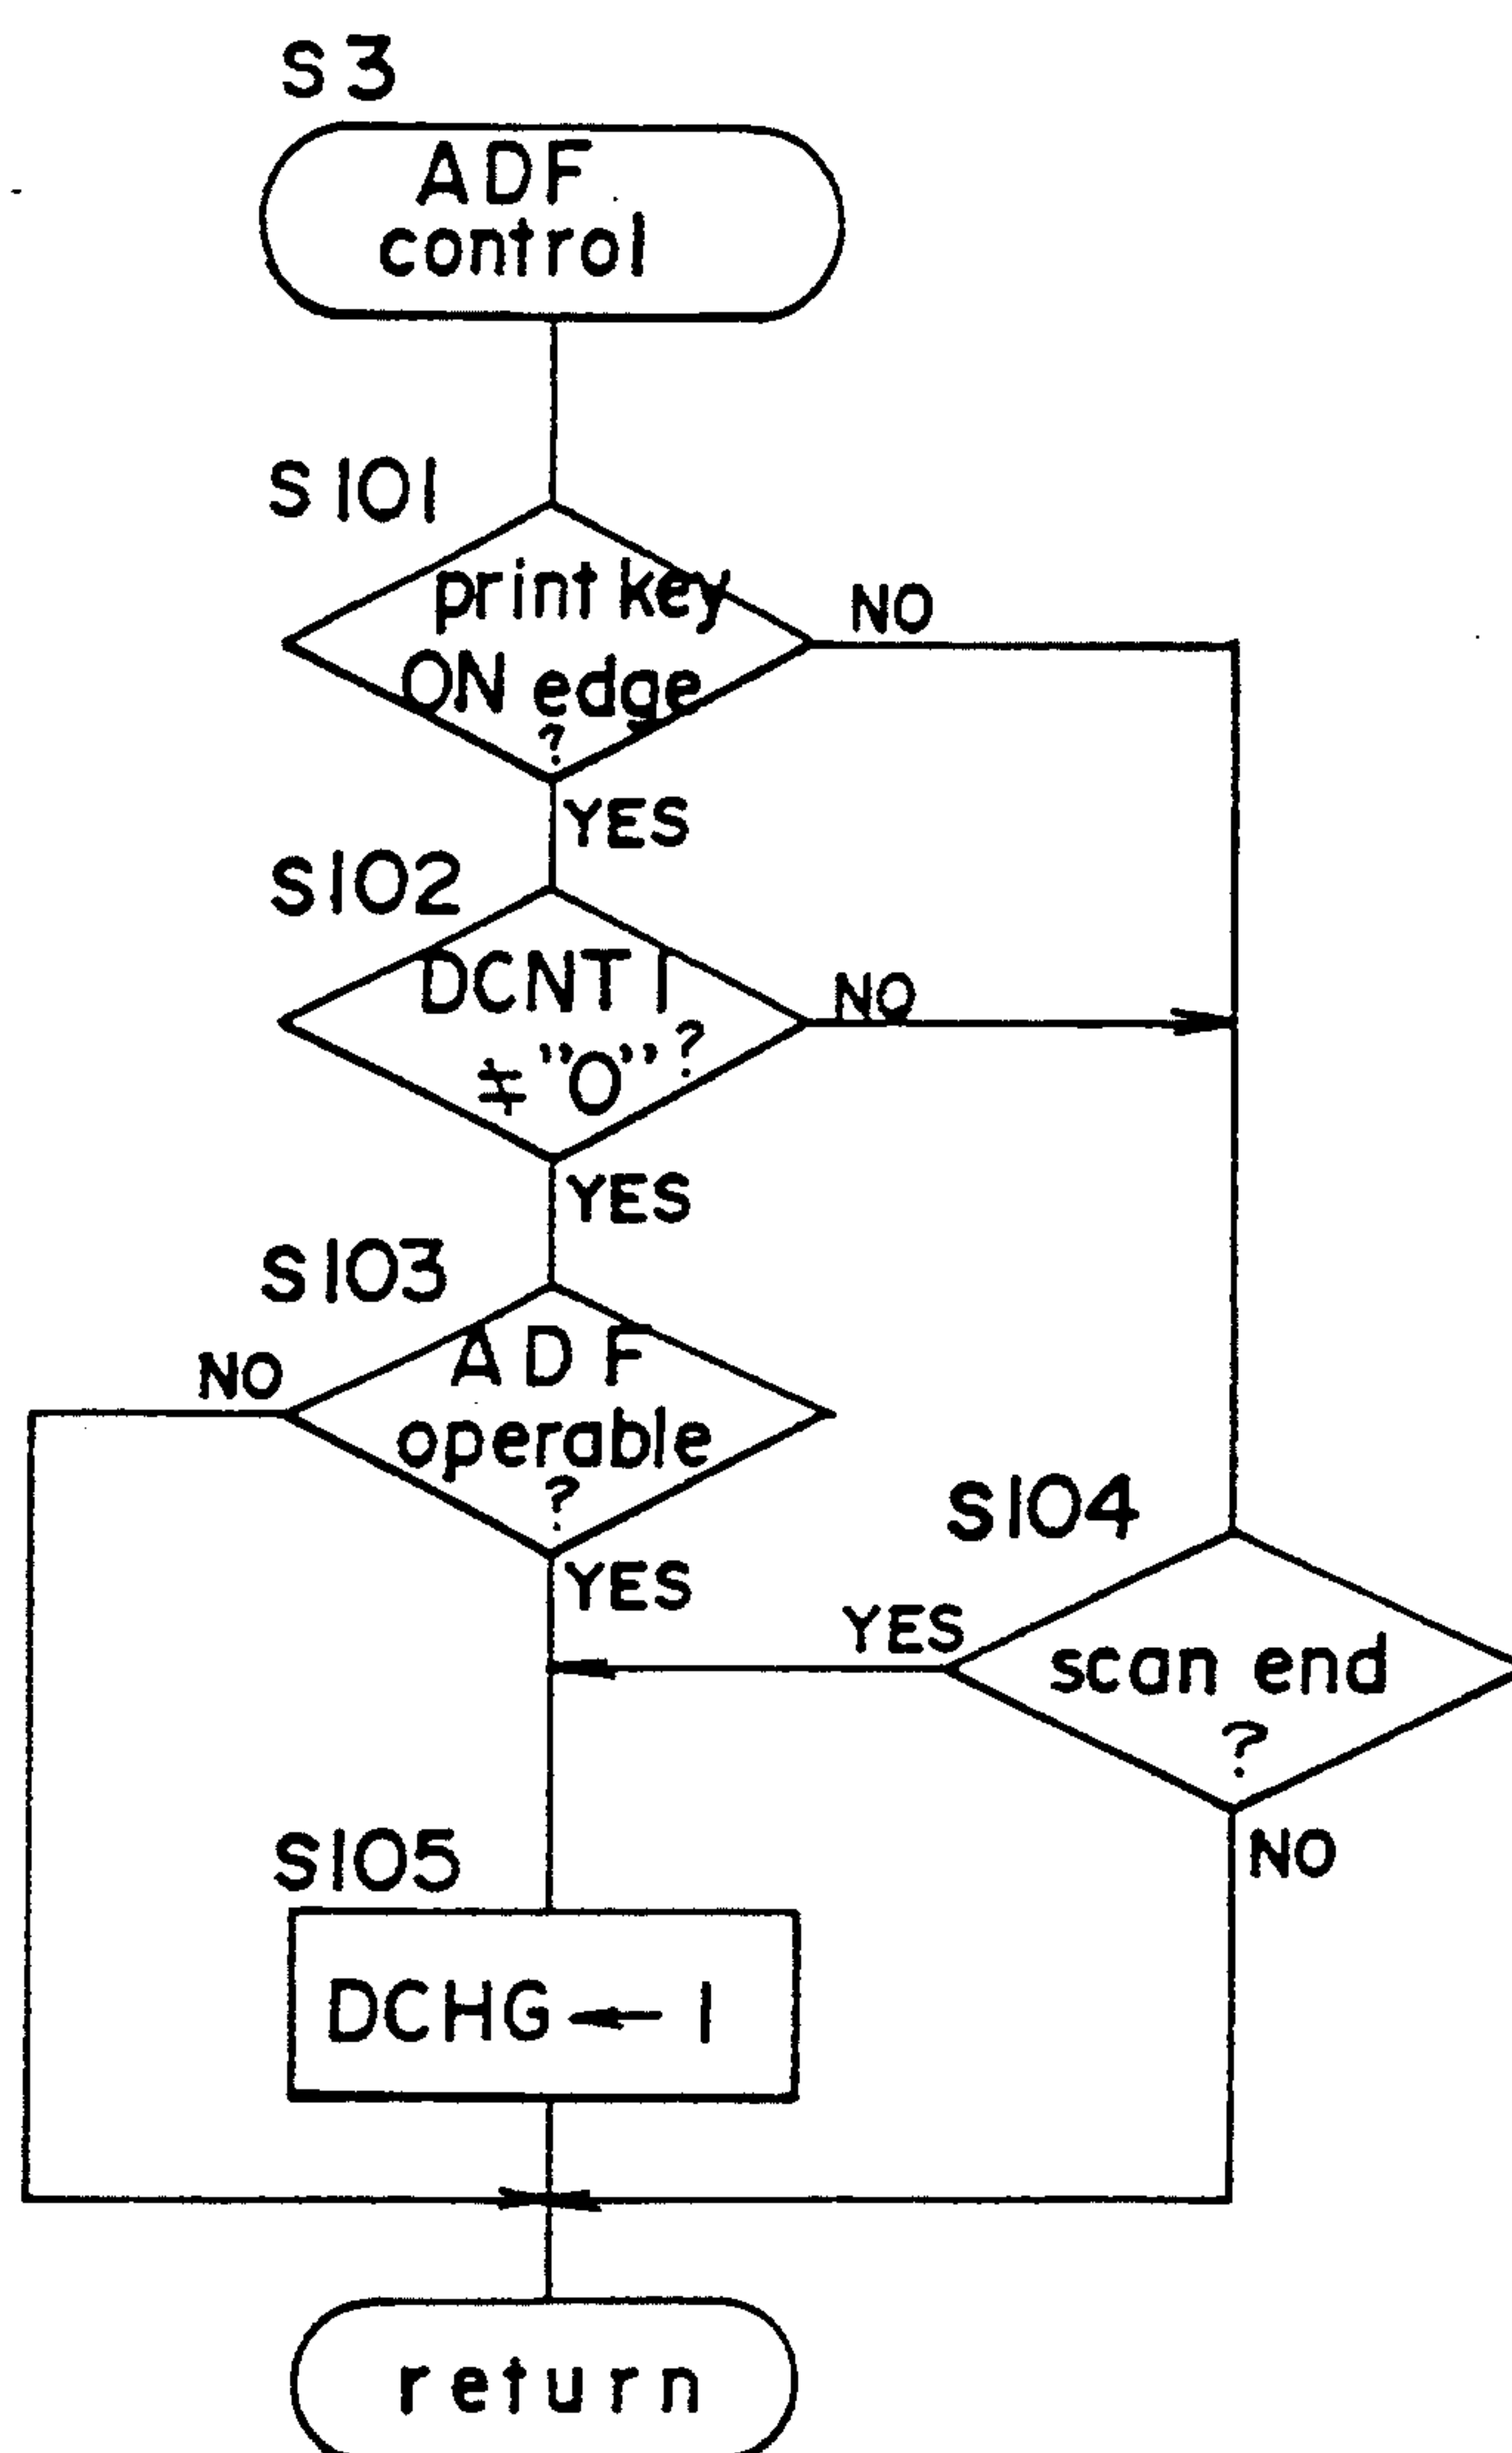 S3
ADF
control
S101
print key
ON edge
?
NO
YES
S102
DCNT1
≠"0"?
NO
YES
S103
ADF
operable
?
NO
YES
S104
scan end
?
YES
NO
S105
DCHG ← 1
return